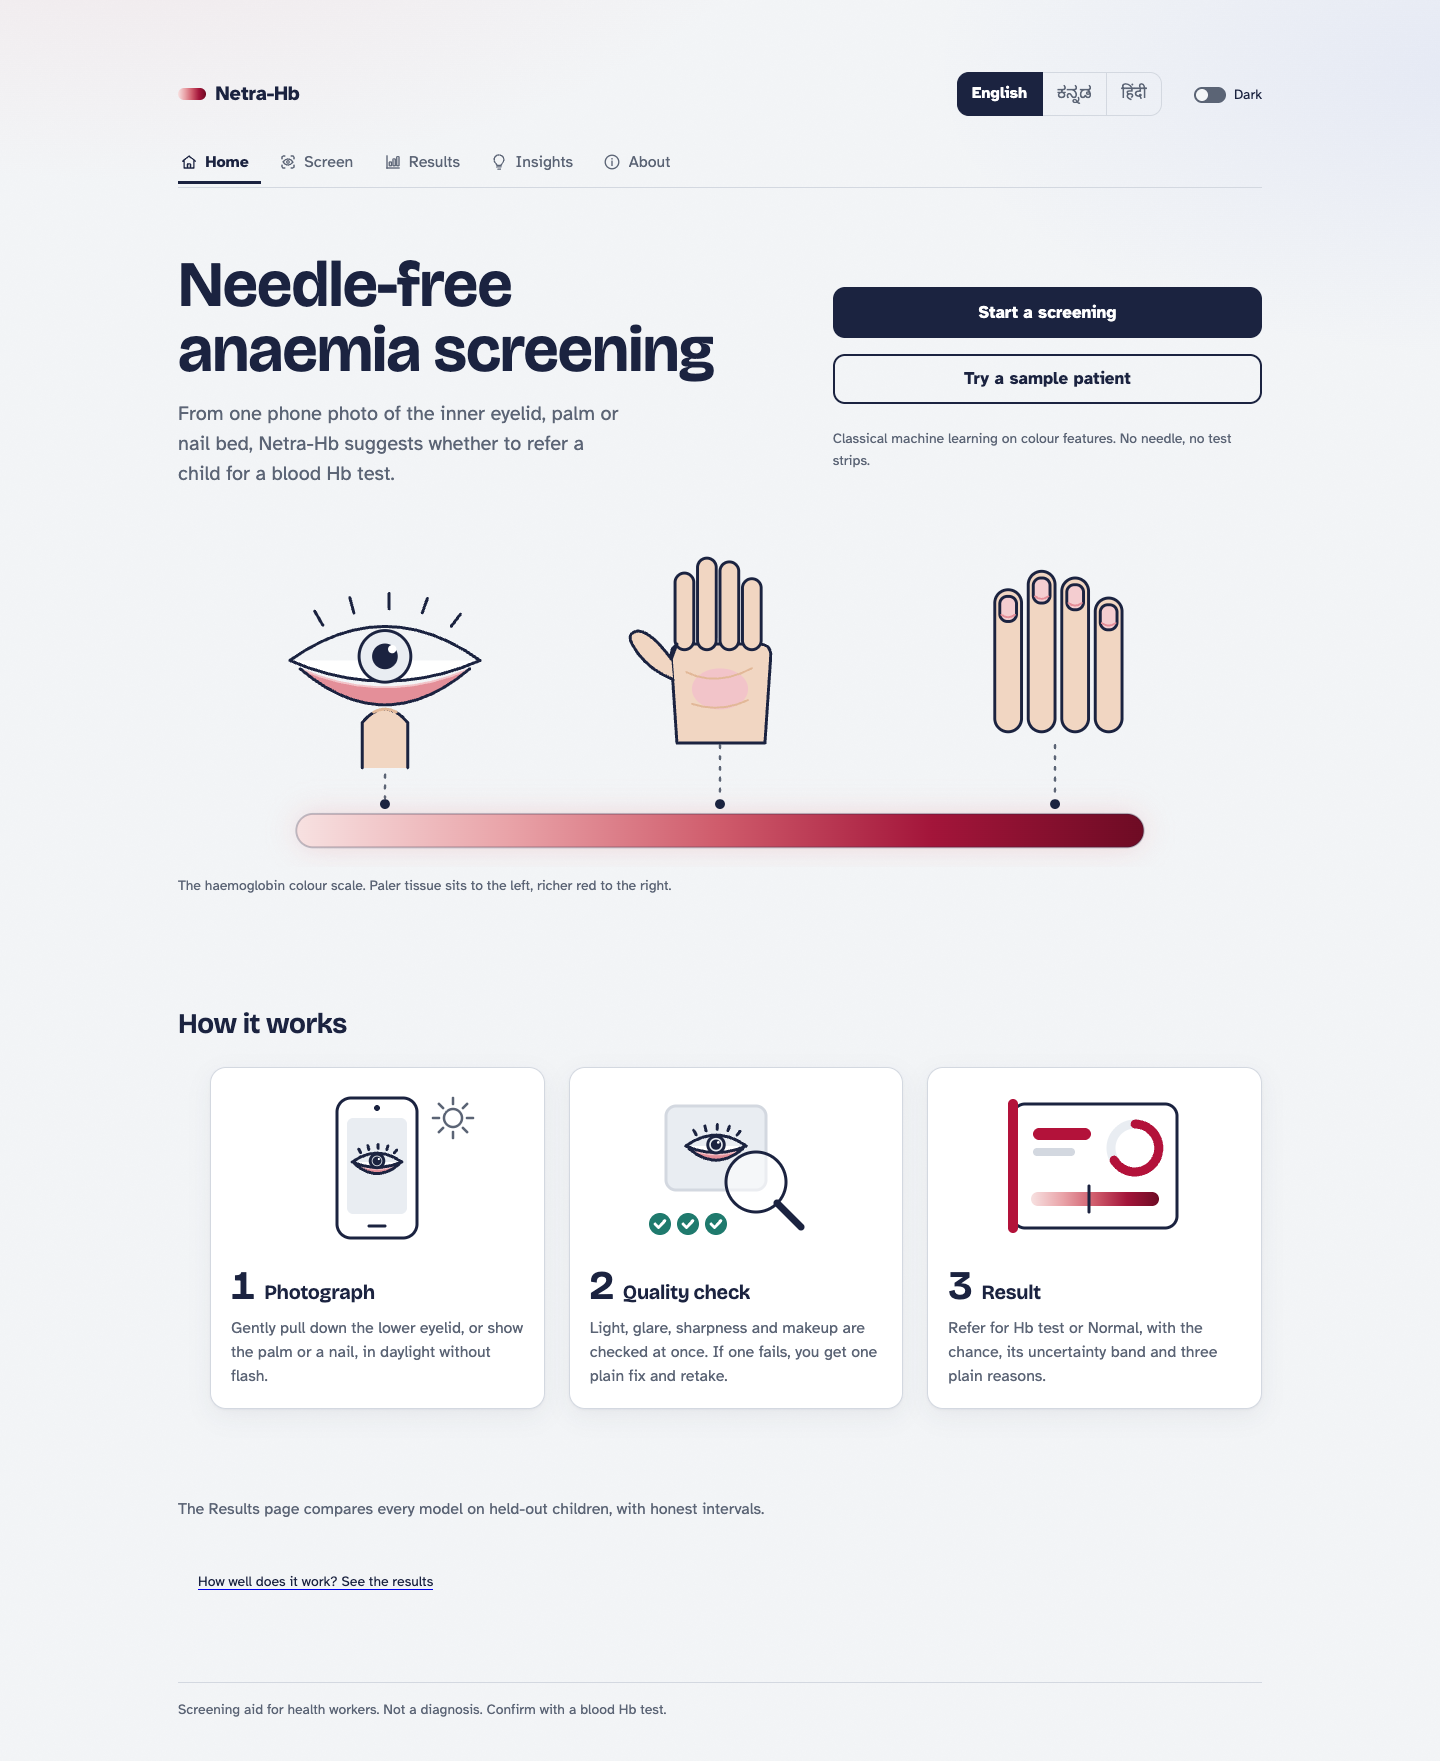 Netra-Hb
English
ಕನ್ನಡ
हिंदी
Dark
Home
Screen
Results
Insights
About
Needle-free
anaemia screening
From one phone photo of the inner eyelid, palm or
nail bed, Netra-Hb suggests whether to refer a
child for a blood Hb test.
Start a screening
Try a sample patient
Classical machine learning on colour features. No needle, no test
strips.
The haemoglobin colour scale. Paler tissue sits to the left, richer red to the right.
How it works
1 Photograph
Gently pull down the lower eyelid, or show
the palm or a nail, in daylight without
flash.
2 Quality check
Light, glare, sharpness and makeup are
checked at once. If one fails, you get one
plain fix and retake.
3 Result
Refer for Hb test or Normal, with the
chance, its uncertainty band and three
plain reasons.
The Results page compares every model on held-out children, with honest intervals.
How well does it work? See the results
Screening aid for health workers. Not a diagnosis. Confirm with a blood Hb test.